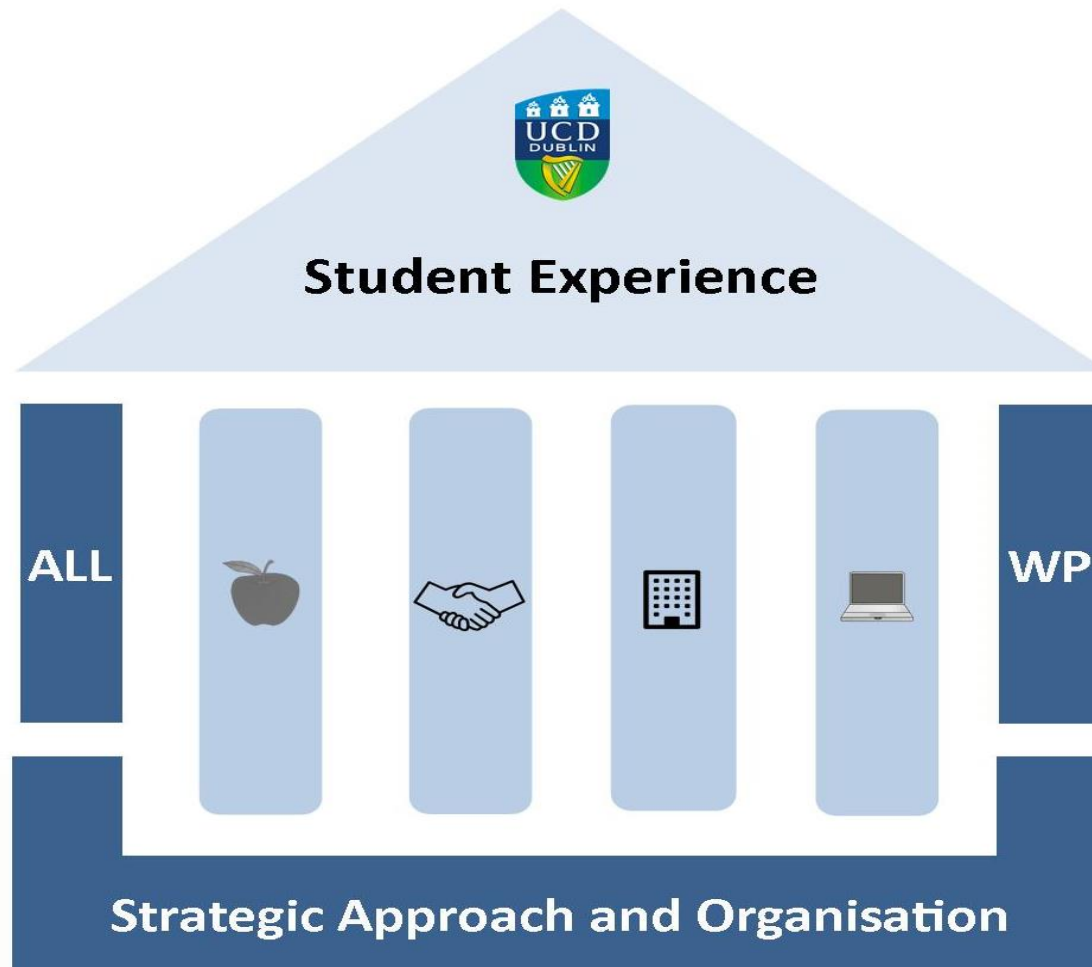 UCD
DUBLIN
Student Experience
ALL
WP
Strategic Approach and Organisation